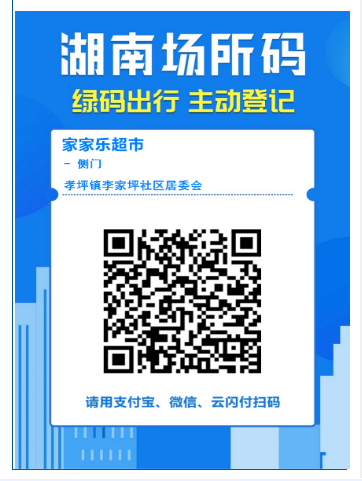 湖南场所码
绿码出行 主动登记
家家乐超市
- 侧门
孝坪镇李家坪社区居委会
请用支付宝、微信、云闪付扫码